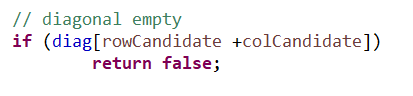 // diagonal empty
if (diag[rowCandidate +colCandidate])
        return false;